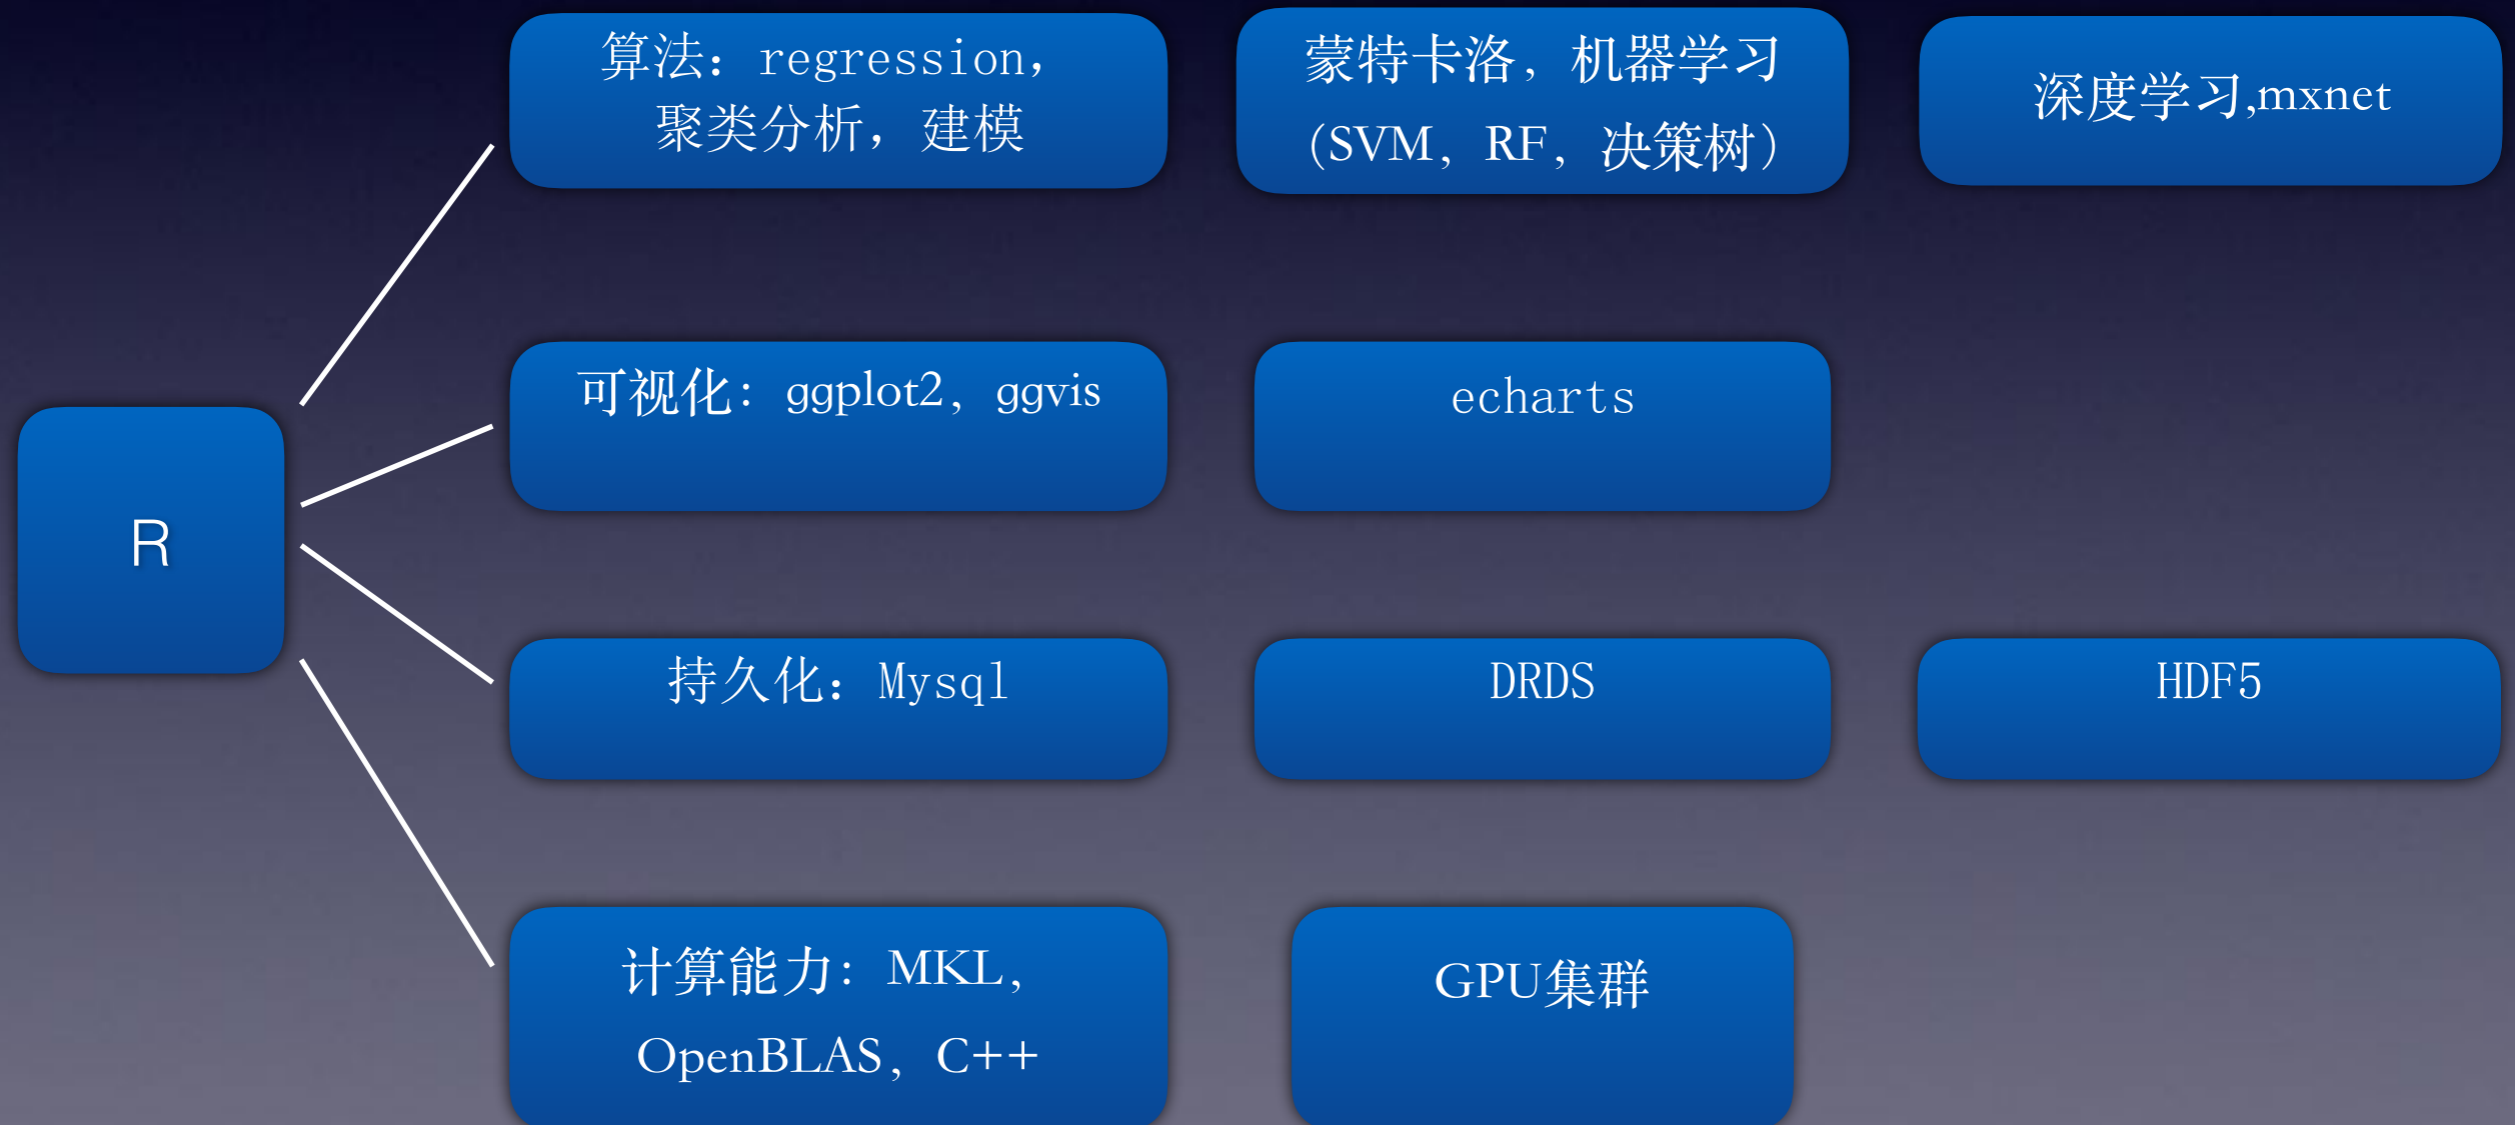 算法：regression，
聚类分析，建模
蒙特卡洛，机器学习
（SVM，RF，决策树）
深度学习,mxnet
可视化：ggplot2，ggvis
echarts
R
持久化：Mysql
DRDS
HDF5
计算能力：MKL，
OpenBLAS，C++
GPU集群